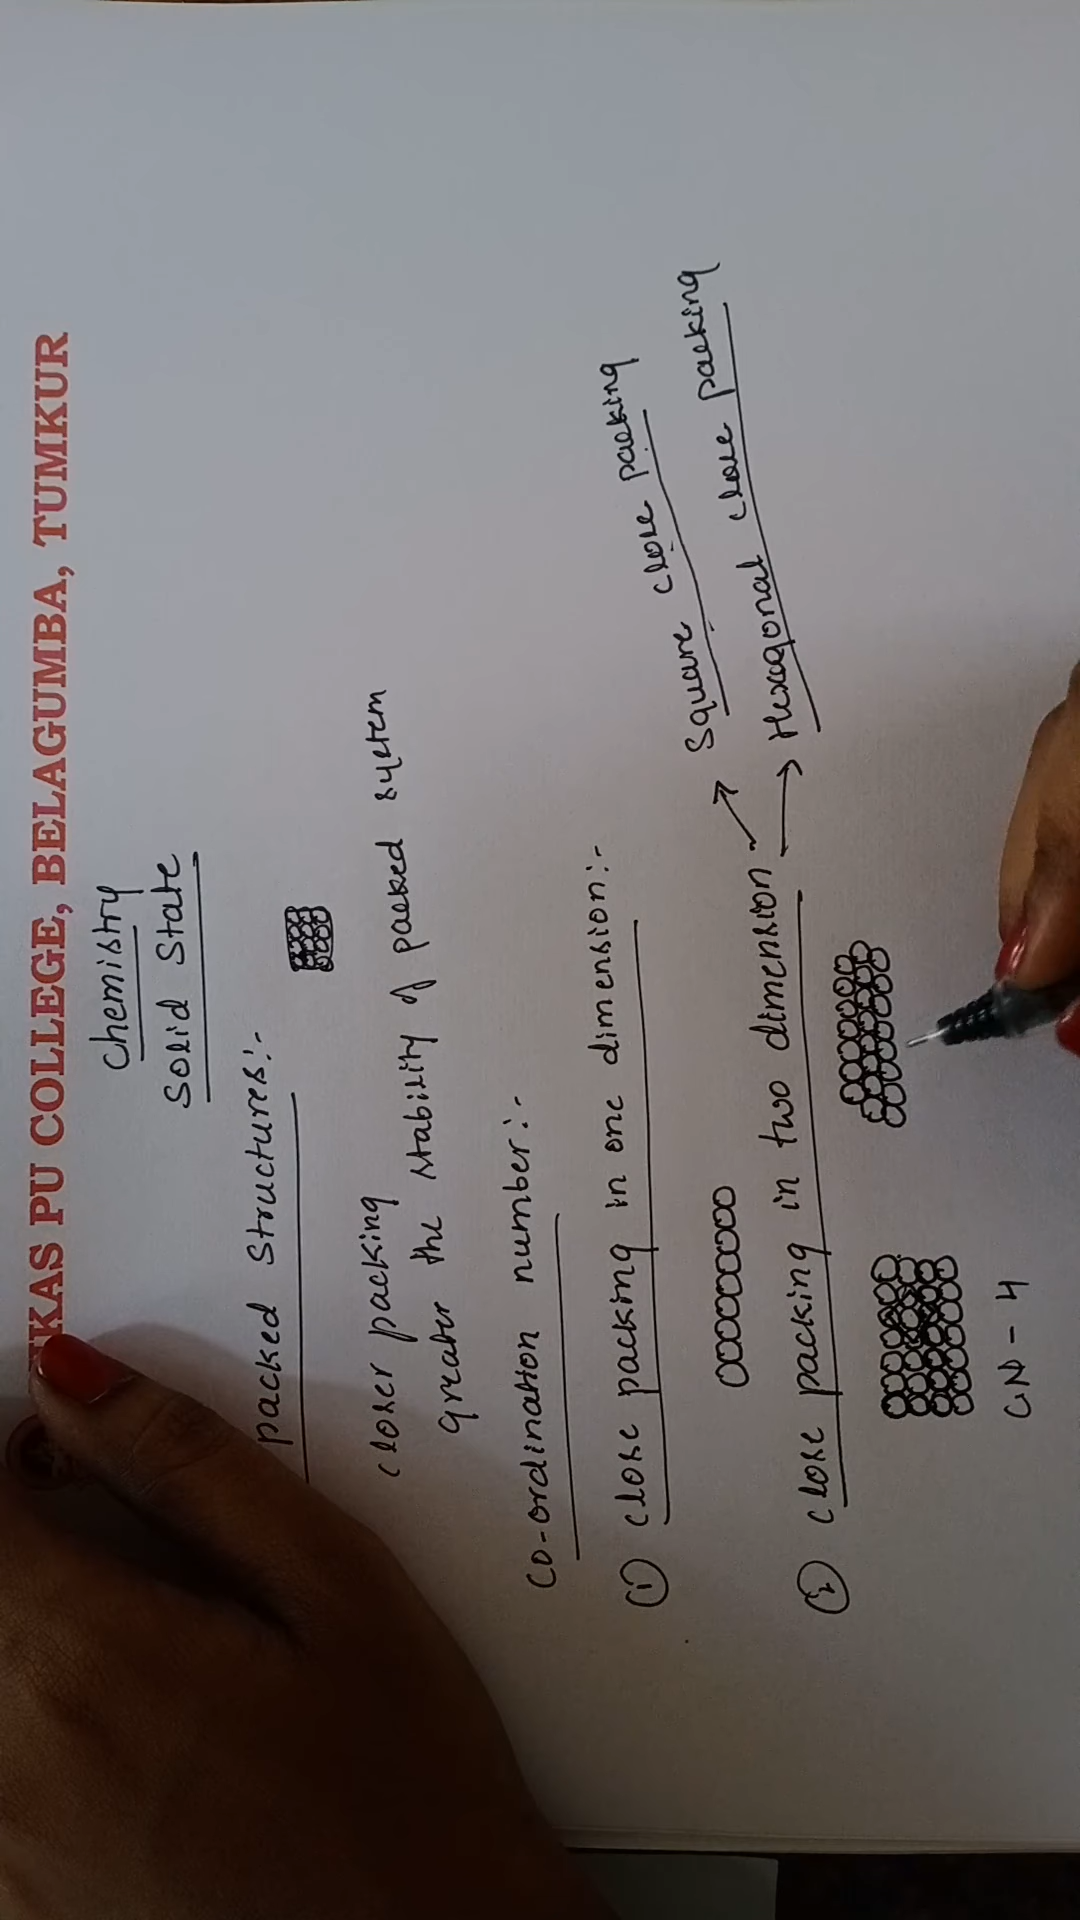 IKAS PU COLLEGE, BELAGUMBA, TUMKUR
Chemistry
Solid State
packed Structures:-
closer packing
greater the stability of packed system
Co-ordination number:-
① close packing in one dimension:-
② close packing in two dimension
Square close packing
Hexagonal close packing
CN - 4